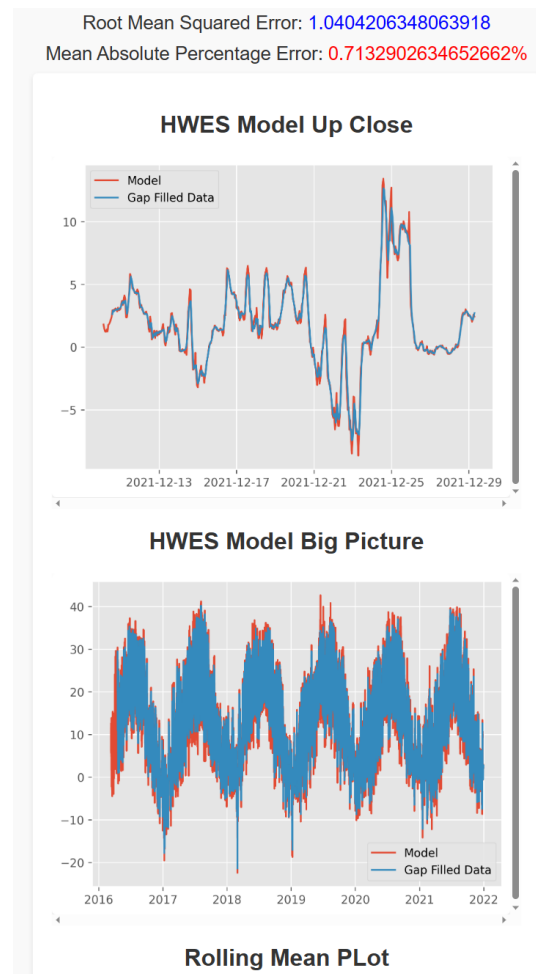 Root Mean Squared Error: 1.0404206348063918
Mean Absolute Percentage Error: 0.7132902634652662%
HWES Model Up Close
Model
Gap Filled Data
10
5
0
−5
2021-12-13 2021-12-17 2021-12-21 2021-12-25 2021-12-29
HWES Model Big Picture
40
30
20
10
0
−10
−20
Model
Gap Filled Data
2016 2017 2018 2019 2020 2021 2022
Rolling Mean PLot